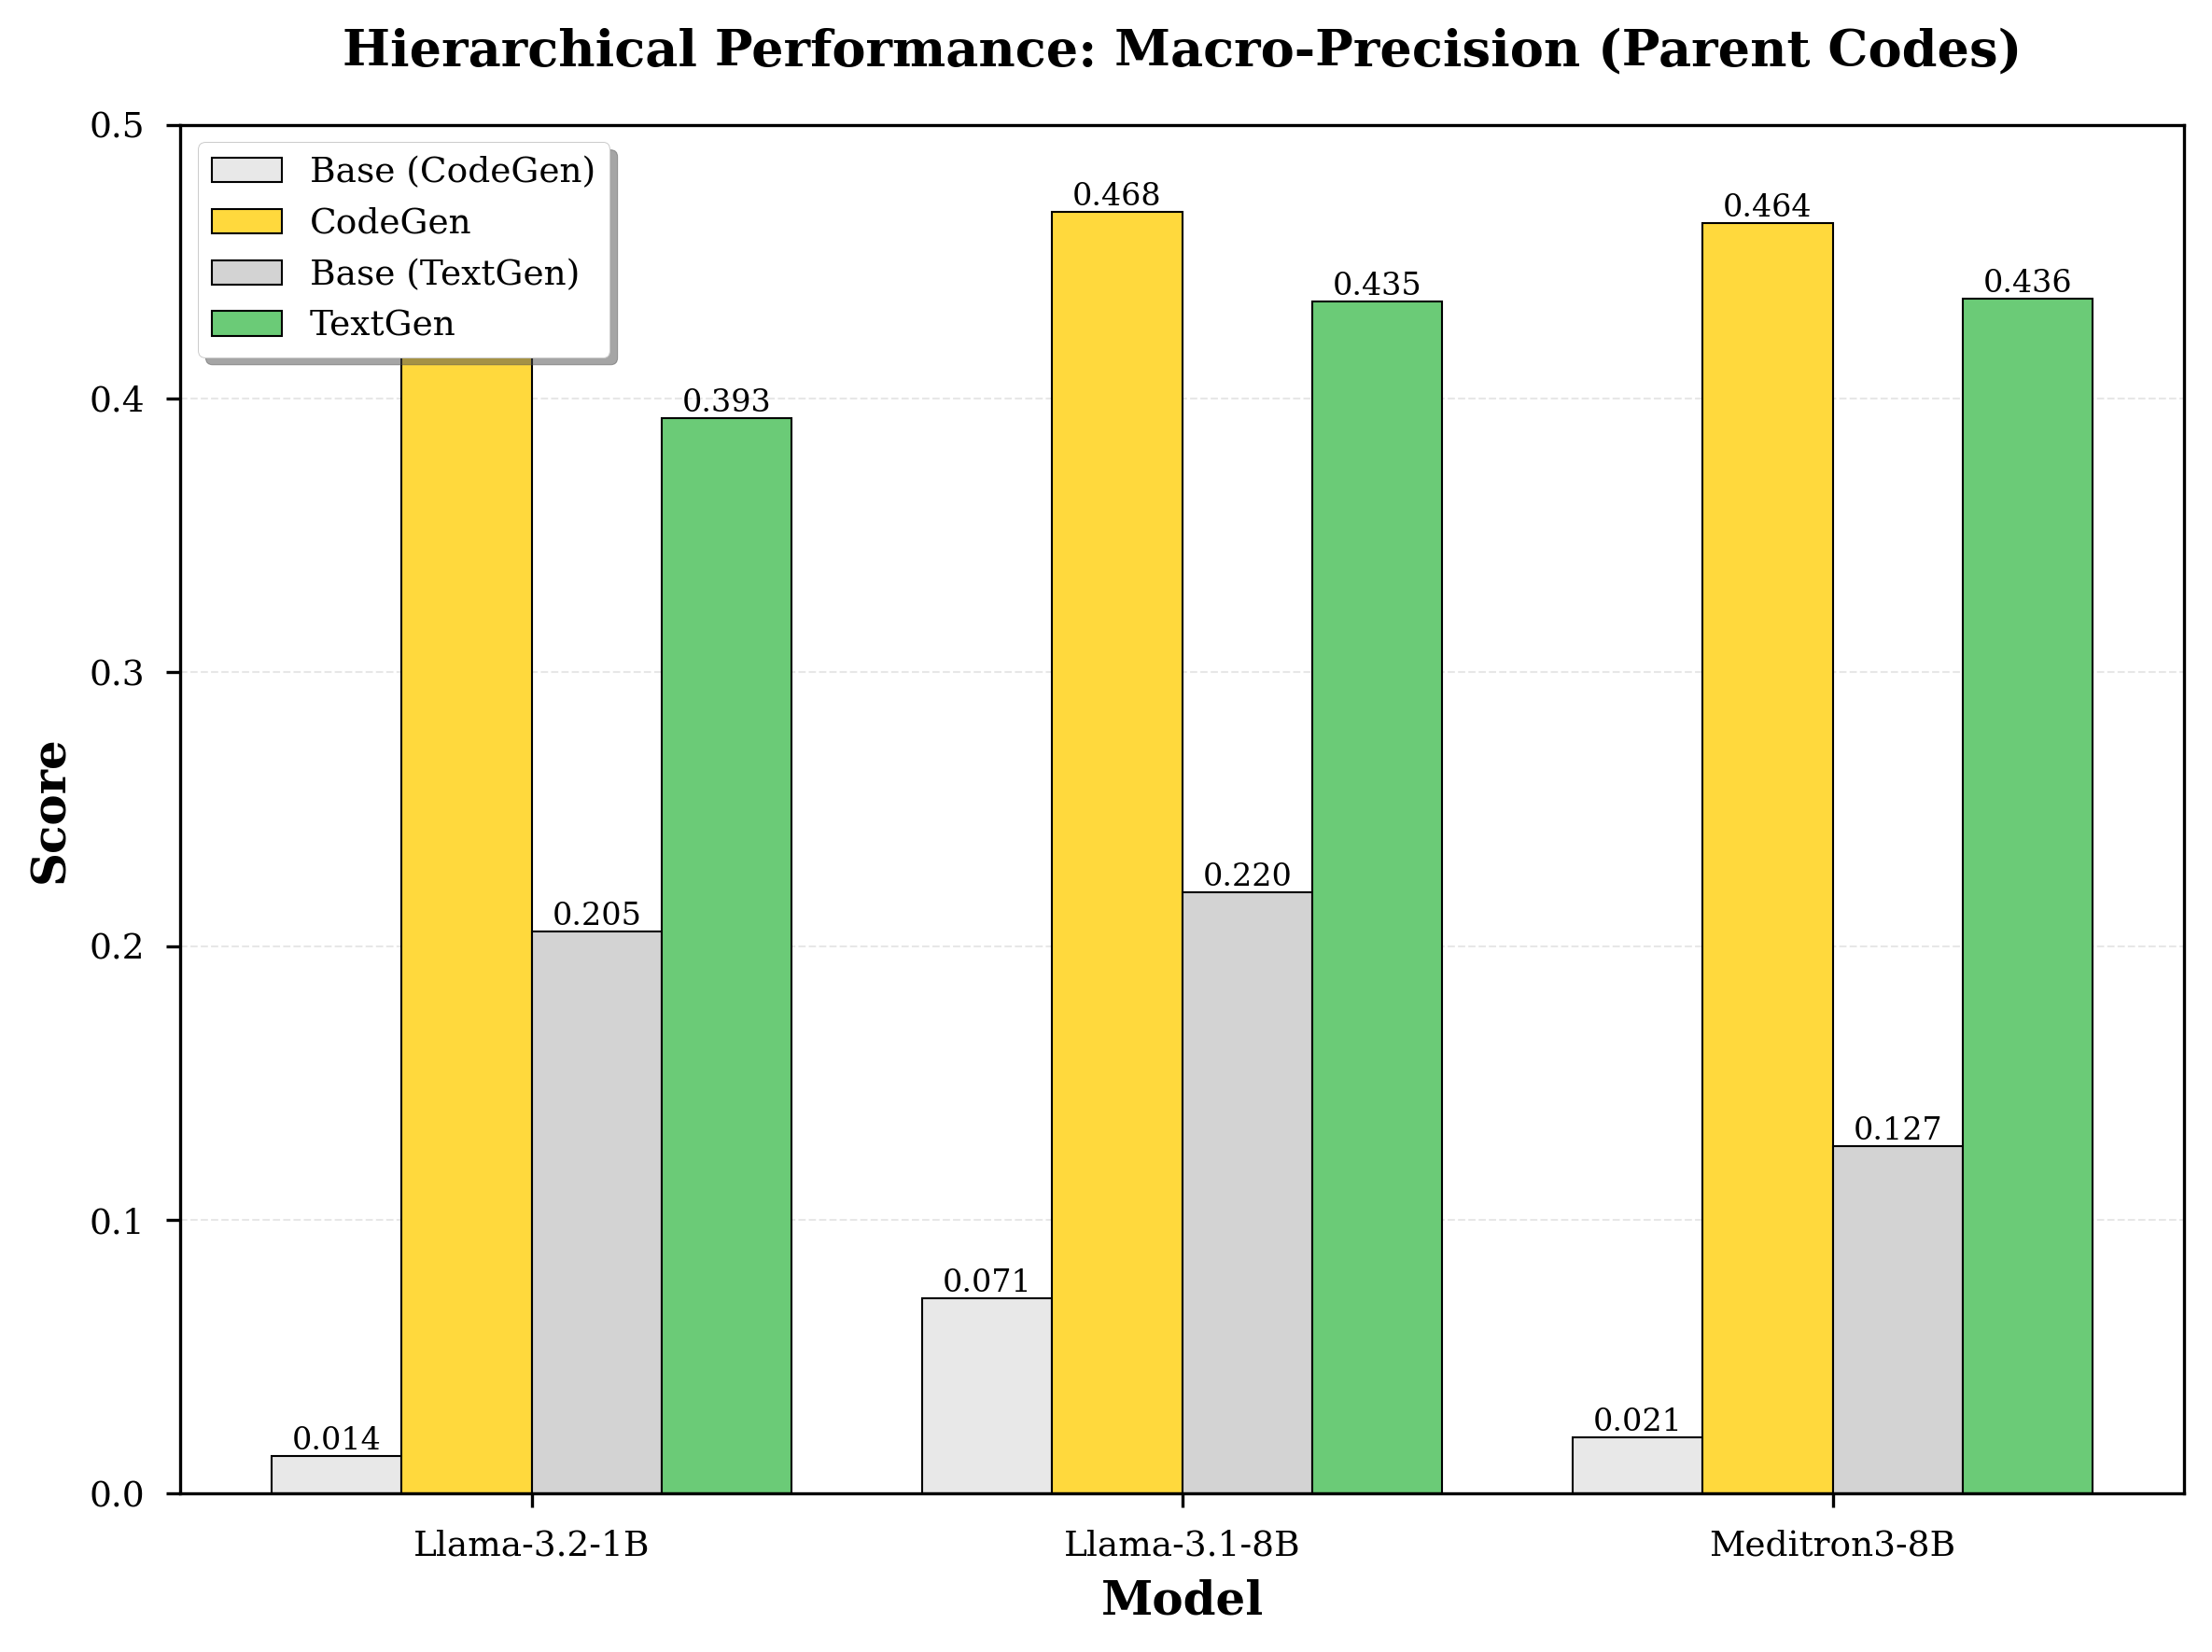 Hierarchical Performance: Macro-Precision (Parent Codes)
0.5
0.4
0.3
0.2
0.1
0.0
Score
Base (CodeGen)
CodeGen
Base (TextGen)
TextGen
0.014
0.205
0.393
0.071
0.468
0.220
0.435
0.021
0.464
0.127
0.436
Llama-3.2-1B
Llama-3.1-8B
Meditron3-8B
Model